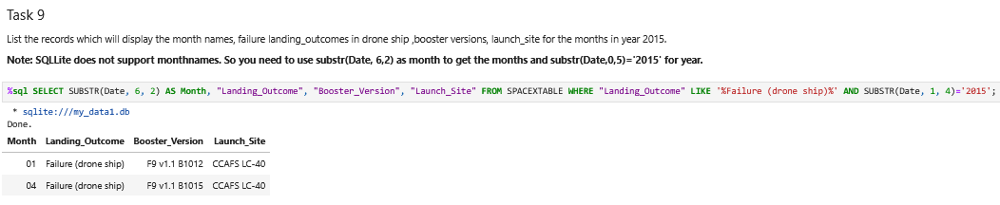 Task 9
List the records which will display the month names, failure landing_outcomes in drone ship ,booster versions, launch_site for the months in year 2015.
Note: SQLLite does not support monthnames. So you need to use substr(Date, 6,2) as month to get the months and substr(Date,0,5)='2015' for year.
%sql SELECT SUBSTR(Date, 6, 2) AS Month, "Landing_Outcome", "Booster_Version", "Launch_Site" FROM SPACEXTABLE WHERE "Landing_Outcome" LIKE '%Failure (drone ship)%' AND SUBSTR(Date, 1, 4)='2015';
* sqlite:///my_data1.db
Done.
Month Landing_Outcome Booster_Version Launch_Site
01 Failure (drone ship) F9 v1.1 B1012 CCAFS LC-40
04 Failure (drone ship) F9 v1.1 B1015 CCAFS LC-40